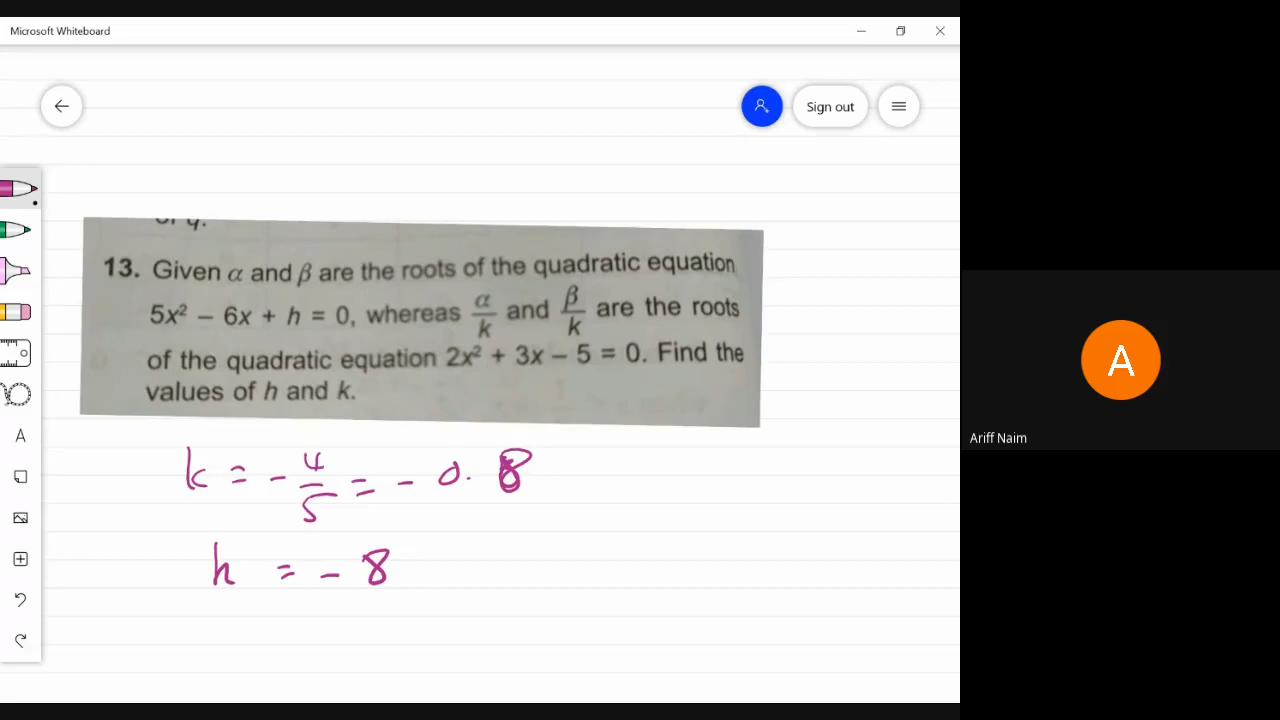 Microsoft Whiteboard
Sign out
13. Given α and β are the roots of the quadratic equation
5x² − 6x + h = 0, whereas α/k and β/k are the roots
of the quadratic equation 2x² + 3x − 5 = 0. Find the
values of h and k.
k = - 4/5 = - 0.8
h = - 8
A
A
Ariff Naim